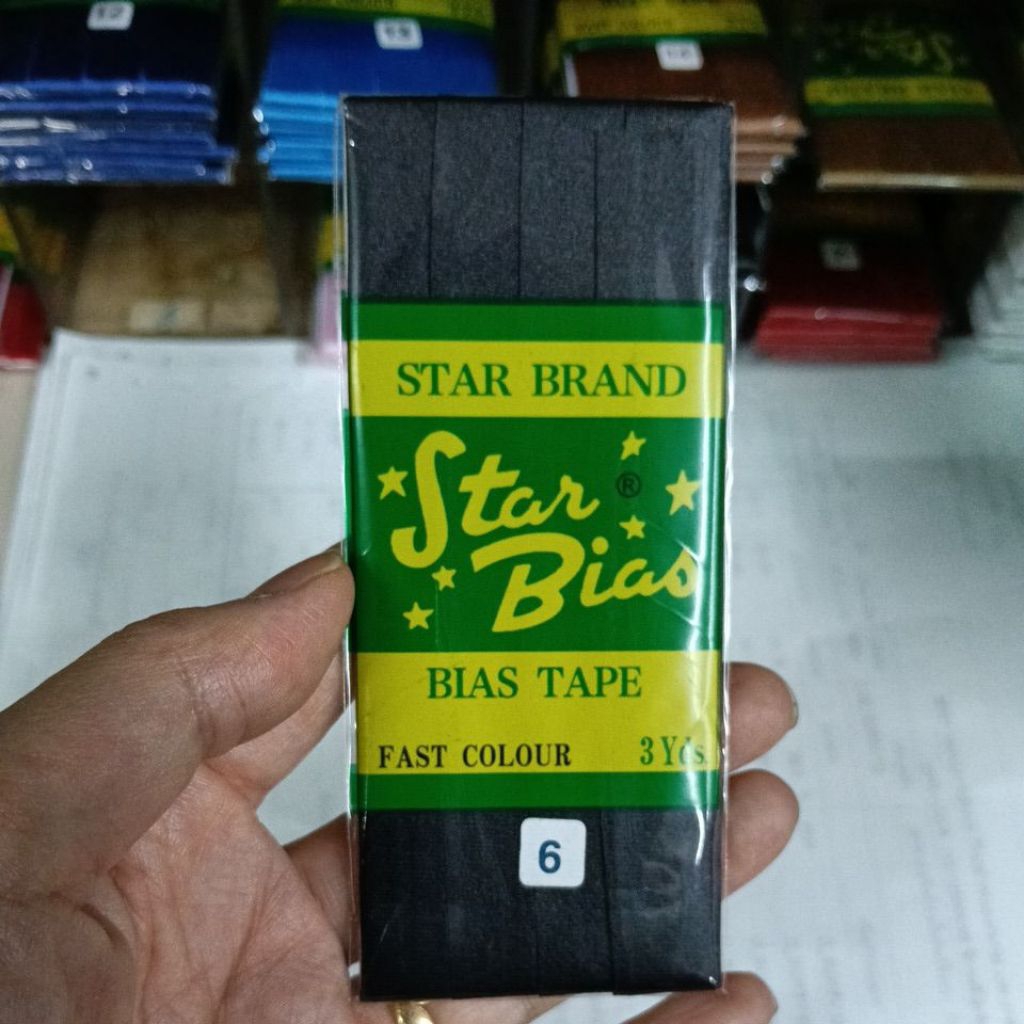 STAR BRAND
Star ®
Bias
BIAS TAPE
FAST COLOUR 3 Yds.
6